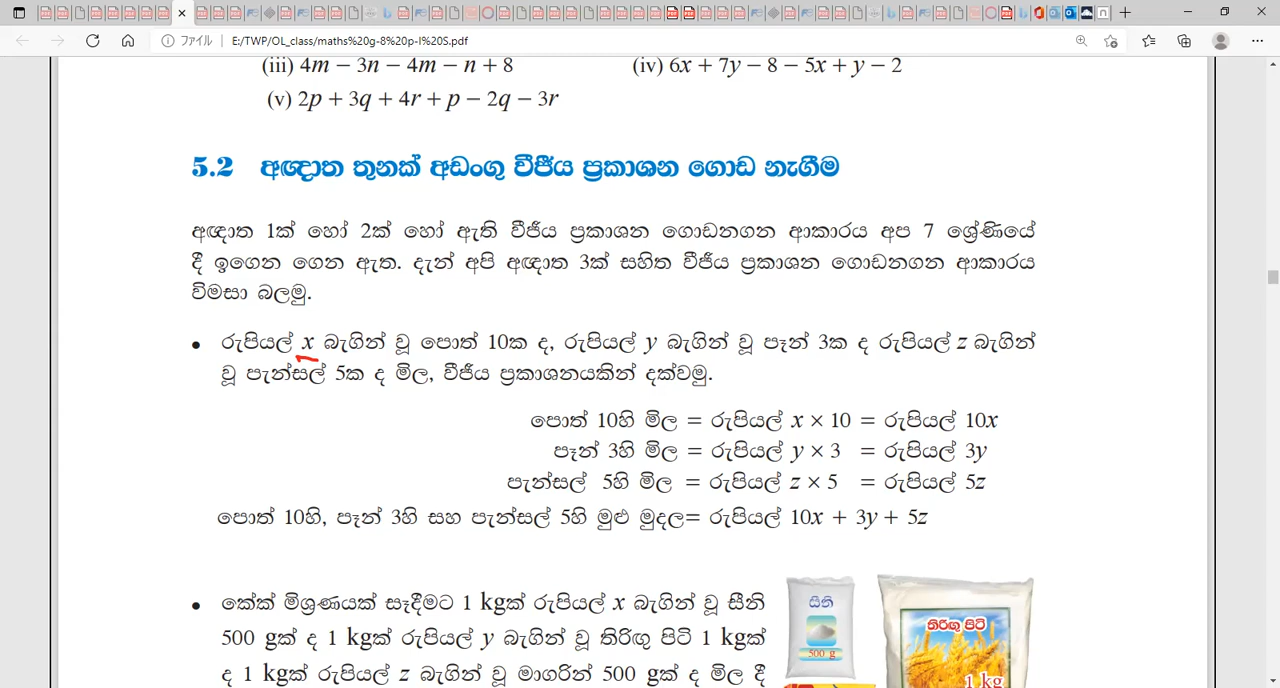 ෆයිල්
E:/TWP/OL_class/maths%20g-8%20p-I%20S.pdf
(iii) 4m − 3n − 4m − n + 8 (iv) 6x + 7y − 8 − 5x + y − 2
(v) 2p + 3q + 4r + p − 2q − 3r
5.2 අඥාත තුනක් අඩංගු වීජීය ප්‍රකාශන ගොඩ නැගීම
අඥාත 1ක් හෝ 2ක් හෝ ඇති වීජීය ප්‍රකාශන ගොඩනගන ආකාරය අප 7 ශ්‍රේණියේ
දී ඉගෙන ගෙන ඇත. දැන් අපි අඥාත 3ක් සහිත වීජීය ප්‍රකාශන ගොඩනගන ආකාරය
විමසා බලමු.
• රුපියල් x බැගින් වූ පොත් 10ක ද, රුපියල් y බැගින් වූ පෑන් 3ක ද රුපියල් z බැගින්
වූ පැන්සල් 5ක ද මිල, වීජීය ප්‍රකාශනයකින් දක්වමු.
පොත් 10හි මිල = රුපියල් x × 10 = රුපියල් 10x
පෑන් 3හි මිල = රුපියල් y × 3 = රුපියල් 3y
පැන්සල් 5හි මිල = රුපියල් z × 5 = රුපියල් 5z
පොත් 10හි, පෑන් 3හි සහ පැන්සල් 5හි මුළු මුදල= රුපියල් 10x + 3y + 5z
• කේක් මිශ්‍රණයක් සෑදීමට 1 kgක් රුපියල් x බැගින් වූ සීනි
500 gක් ද 1 kgක් රුපියල් y බැගින් වූ තිරිඟු පිටි 1 kgක්
ද 1 kgක් රුපියල් z බැගින් වූ මාගරින් 500 gක් ද මිල දී
සීනි
500 g
තිරිඟු පිටි
1 kg